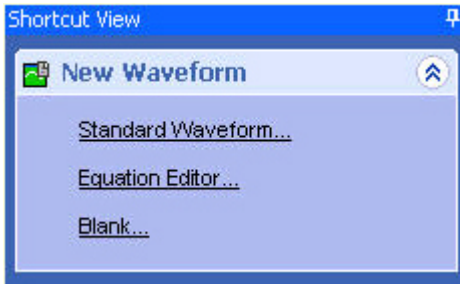 Shortcut View
New Waveform
Standard Waveform...
Equation Editor...
Blank...